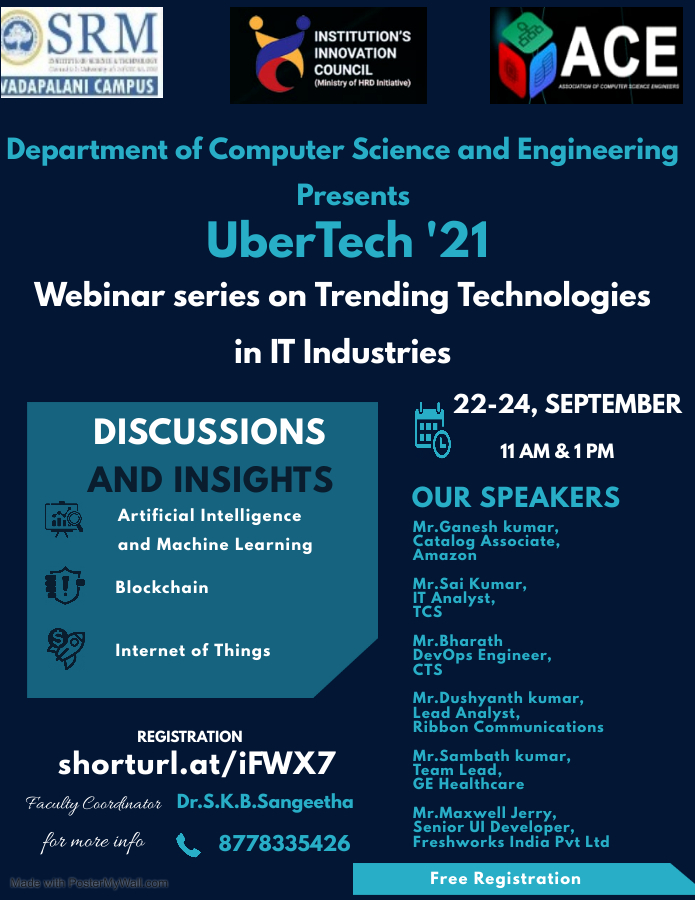 SRM
INSTITUTE OF SCIENCE & TECHNOLOGY
VADAPALANI CAMPUS
INSTITUTION'S
INNOVATION
COUNCIL
(Ministry of HRD Initiative)
ACE
ASSOCIATION OF COMPUTER SCIENCE ENGINEERS
Department of Computer Science and Engineering
Presents
UberTech '21
Webinar series on Trending Technologies
in IT Industries
DISCUSSIONS
AND INSIGHTS
Artificial Intelligence
and Machine Learning
Blockchain
Internet of Things
22-24, SEPTEMBER
11 AM & 1 PM
OUR SPEAKERS
Mr.Ganesh kumar,
Catalog Associate,
Amazon
Mr.Sai Kumar,
IT Analyst,
TCS
Mr.Bharath
DevOps Engineer,
CTS
Mr.Dushyanth kumar,
Lead Analyst,
Ribbon Communications
Mr.Sambath kumar,
Team Lead,
GE Healthcare
Mr.Maxwell Jerry,
Senior UI Developer,
Freshworks India Pvt Ltd
REGISTRATION
shorturl.at/iFWX7
Faculty Coordinator Dr.S.K.B.Sangeetha
for more info 8778335426
Free Registration
Made with PosterMyWall.com